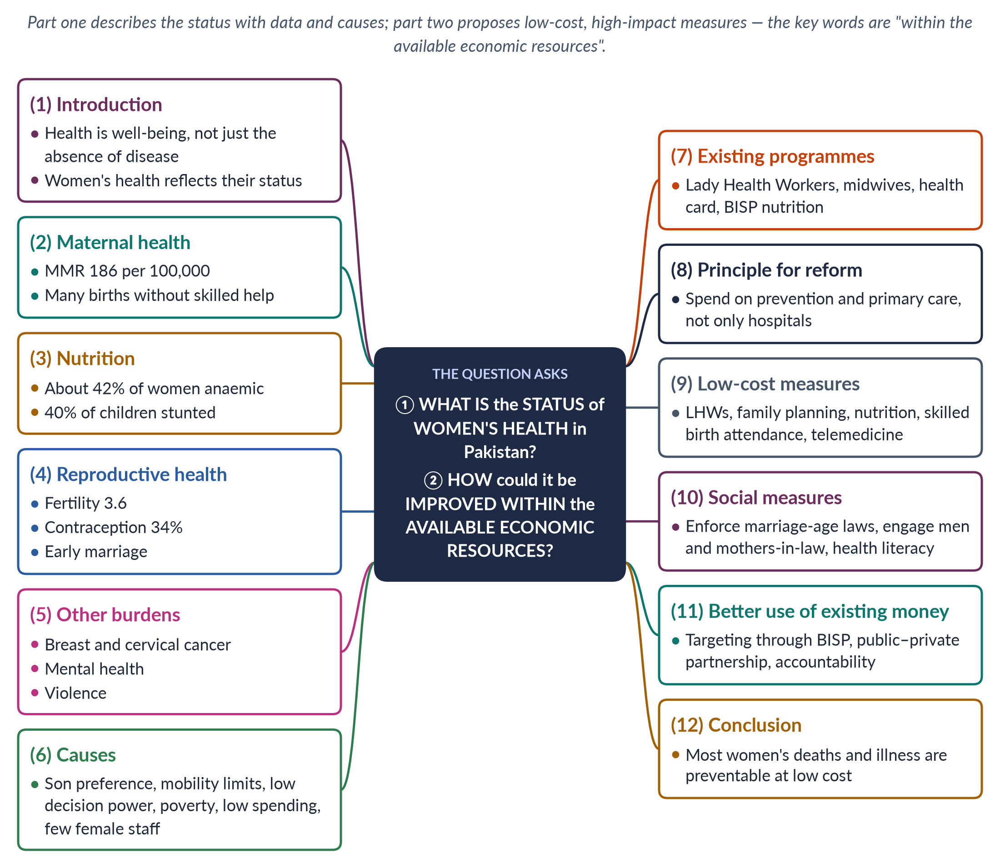 Part one describes the status with data and causes; part two proposes low-cost, high-impact measures — the key words are "within the
available economic resources".
(1) Introduction
• Health is well-being, not just the
absence of disease
• Women's health reflects their status
(2) Maternal health
• MMR 186 per 100,000
• Many births without skilled help
(3) Nutrition
• About 42% of women anaemic
• 40% of children stunted
(4) Reproductive health
• Fertility 3.6
• Contraception 34%
• Early marriage
(5) Other burdens
• Breast and cervical cancer
• Mental health
• Violence
(6) Causes
• Son preference, mobility limits, low
decision power, poverty, low spending,
few female staff
THE QUESTION ASKS
① WHAT IS the STATUS of
WOMEN'S HEALTH in
Pakistan?
② HOW could it be
IMPROVED WITHIN the
AVAILABLE ECONOMIC
RESOURCES?
(7) Existing programmes
• Lady Health Workers, midwives, health
card, BISP nutrition
(8) Principle for reform
• Spend on prevention and primary care,
not only hospitals
(9) Low-cost measures
• LHWs, family planning, nutrition, skilled
birth attendance, telemedicine
(10) Social measures
• Enforce marriage-age laws, engage men
and mothers-in-law, health literacy
(11) Better use of existing money
• Targeting through BISP, public–private
partnership, accountability
(12) Conclusion
• Most women's deaths and illness are
preventable at low cost